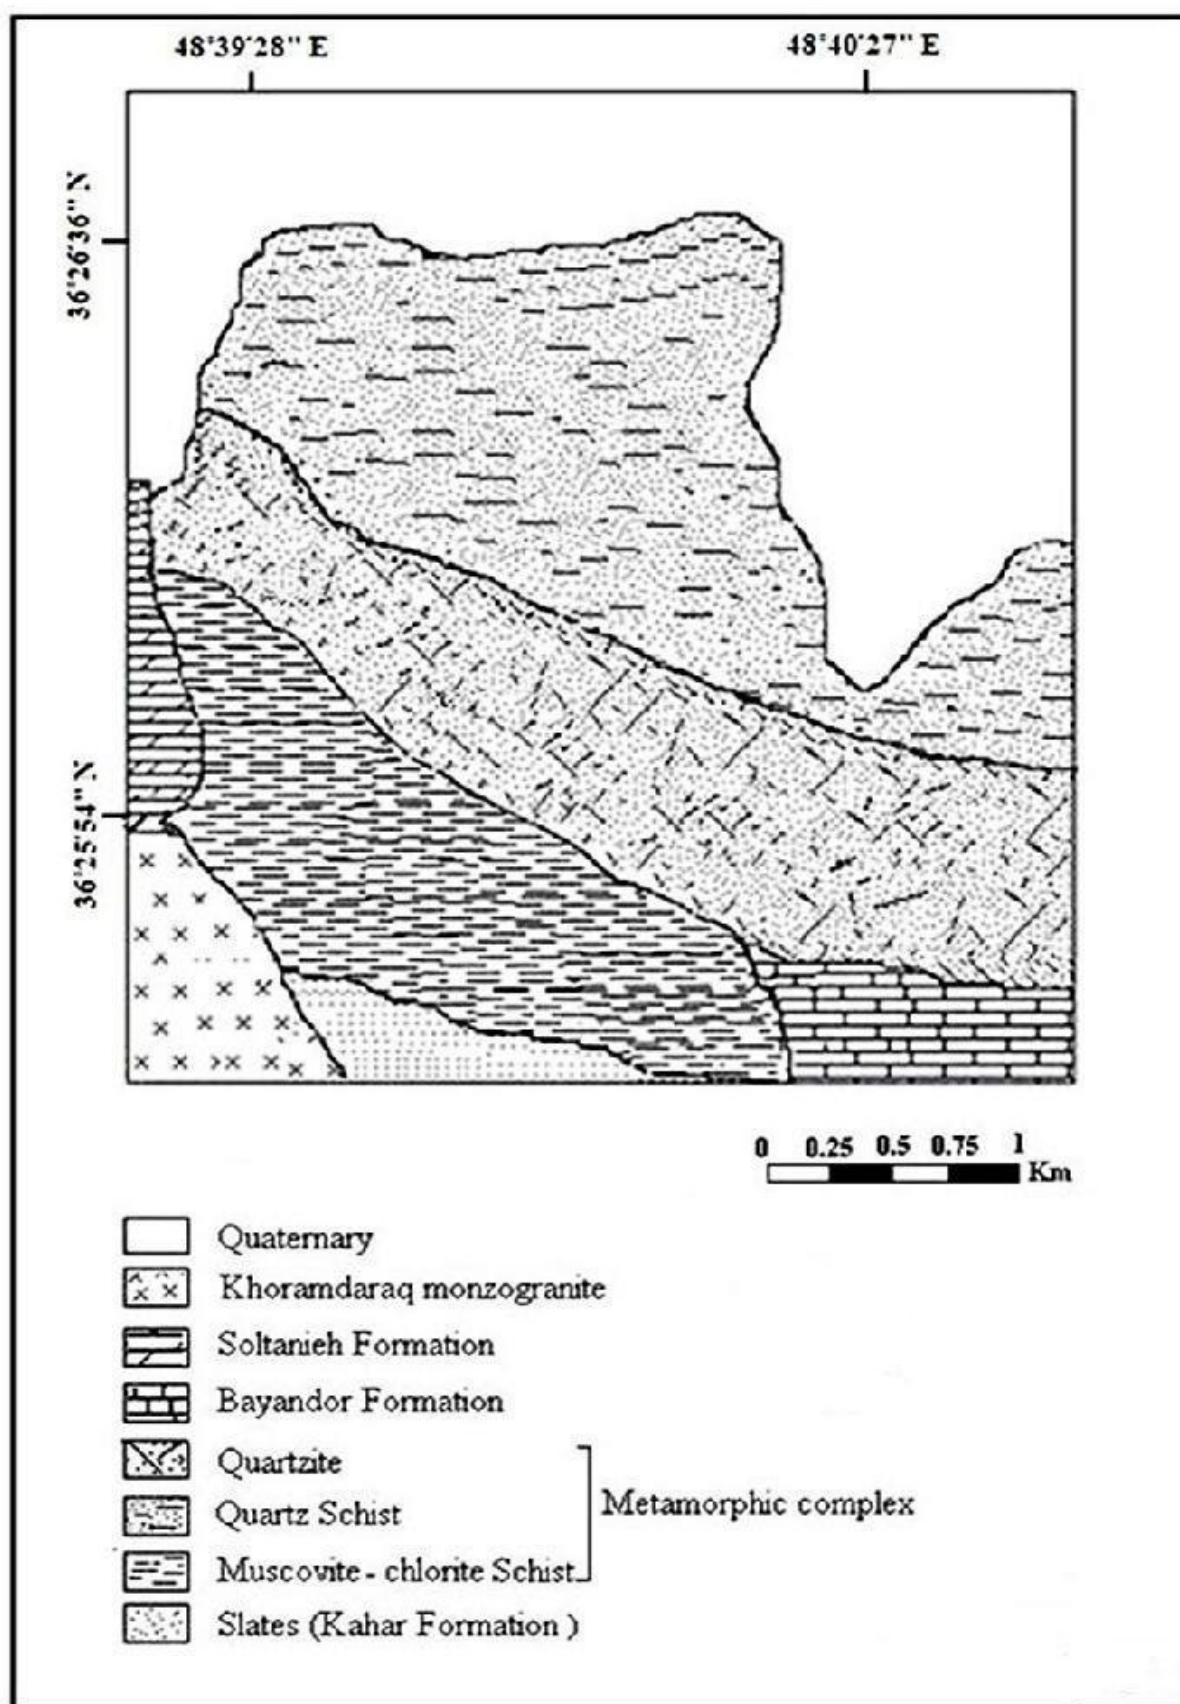 48°39'28" E
48°40'27" E
36°26'36" N
36°25'54" N
0 0.25 0.5 0.75 1
Km
Quaternary
Khoramdaraq monzogranite
Soltanieh Formation
Bayandor Formation
Quartzite
Quartz Schist
Metamorphic complex
Muscovite - chlorite Schist
Slates (Kahar Formation )